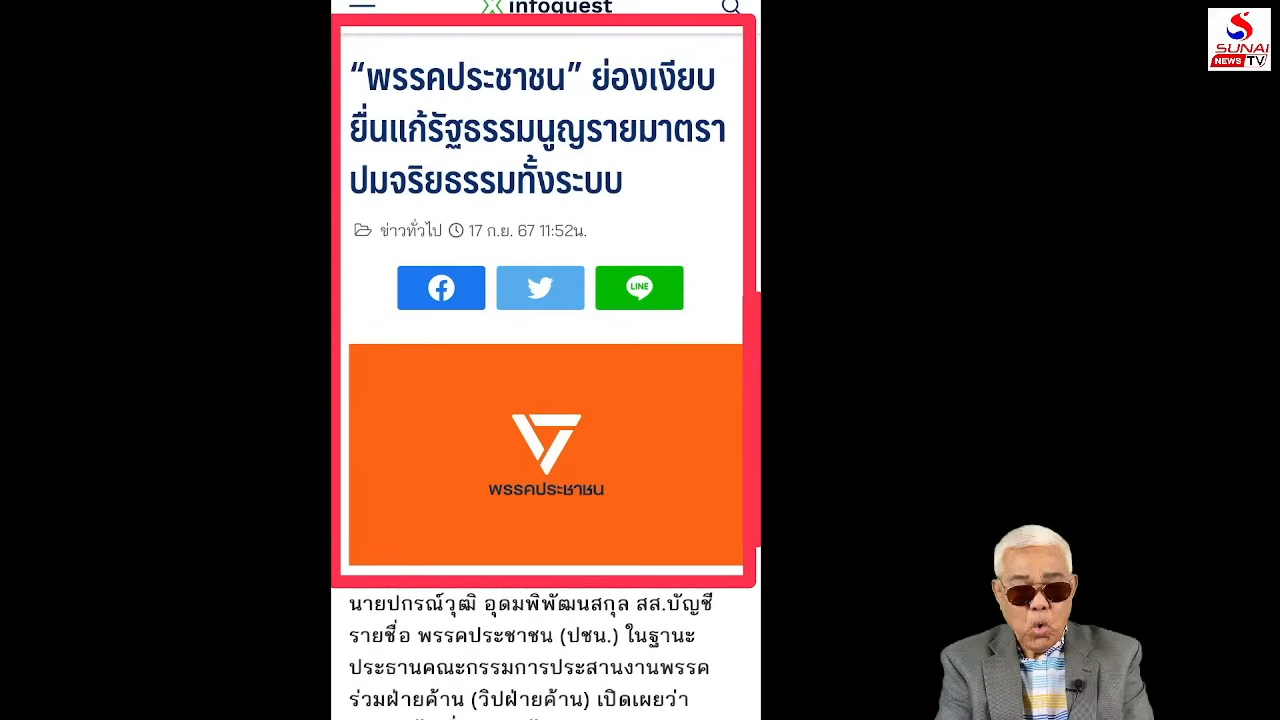 infoquest
SUNAI
NEWS TV
“พรรคประชาชน” ย่องเงียบ
ยื่นแก้รัฐธรรมนูญรายมาตรา
ปมจริยธรรมทั้งระบบ
ข่าวทั่วไป 17 ก.ย. 67 11:52น.
LINE
พรรคประชาชน
นายปกรณ์วุฒิ อุดมพิพัฒนสกุล สส.บัญชี
รายชื่อ พรรคประชาชน (ปชน.) ในฐานะ
ประธานคณะกรรมการประสานงานพรรค
ร่วมฝ่ายค้าน (วิปฝ่ายค้าน) เปิดเผยว่า